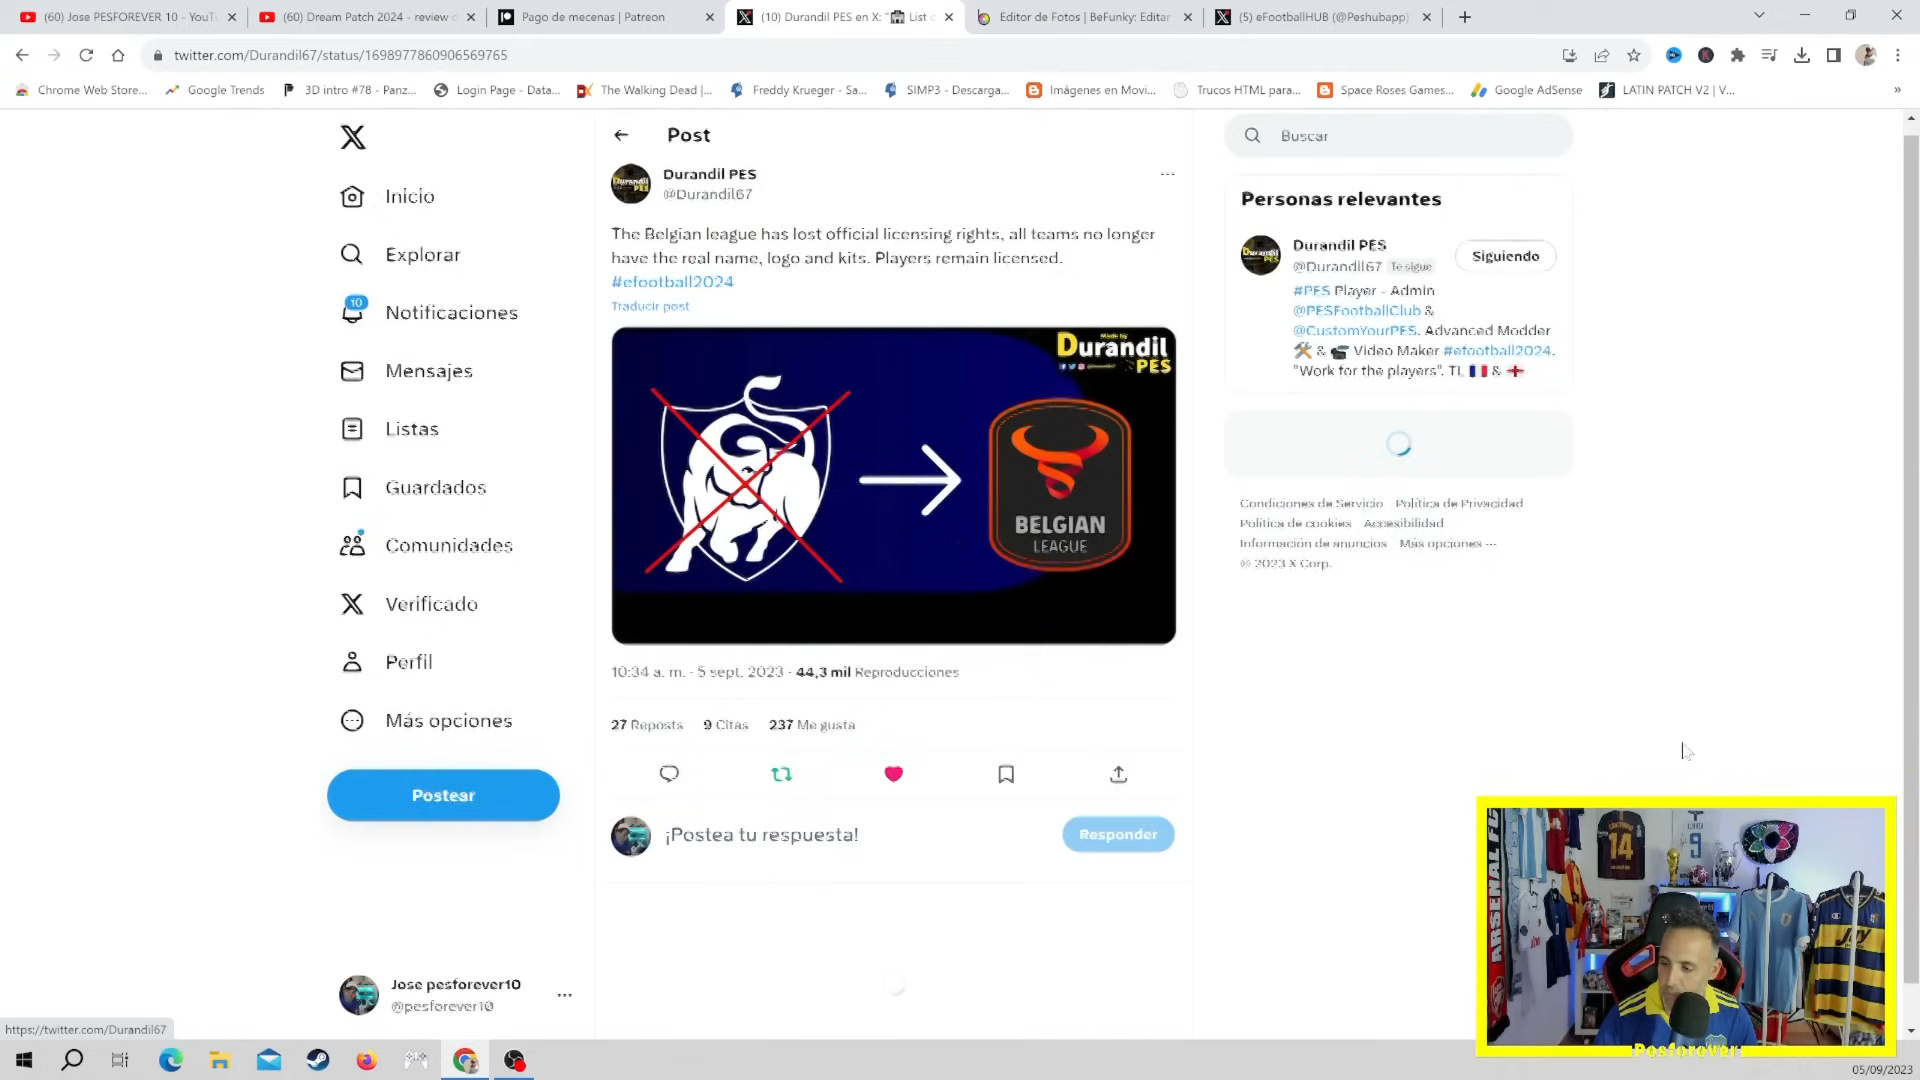 (60) Jose PESFOREVER 10 - YouT
(60) Dream Patch 2024 - review d
Pago de mecenas | Patreon
(10) Durandil PES en X: "🏟 List o
Editor de Fotos | BeFunky: Editar
(5) eFootballHUB (@Peshubapp)
twitter.com/Durandil67/status/1698977860906569765
Chrome Web Store...
Google Trends
3D intro #78 - Panz...
Login Page - Data...
The Walking Dead |...
Freddy Krueger - Sa...
SIMP3 - Descarga...
Imágenes en Movi...
Trucos HTML para...
Space Roses Games...
Google AdSense
LATIN PATCH V2 | V...
»
Inicio
Explorar
10
Notificaciones
Mensajes
Listas
Guardados
Comunidades
Verificado
Perfil
Más opciones
Postear
Jose pesforever10
@pesforever10
...
https://twitter.com/Durandil67
Post
Durandil PES
@Durandil67
...
The Belgian league has lost official licensing rights, all teams no longer
have the real name, logo and kits. Players remain licensed.
#efootball2024
Traducir post
Made by
Durandil
PES
BELGIAN
LEAGUE
10:34 a. m. · 5 sept. 2023 · 44,3 mil Reproducciones
27 Reposts 9 Citas 237 Me gusta
¡Postea tu respuesta!
Responder
Buscar
Personas relevantes
Durandil PES
@Durandil67 Te sigue
Siguiendo
#PES Player - Admin
@PESFootballClub &
@CustomYourPES. Advanced Modder
🛠 & 📹 Video Maker #efootball2024.
"Work for the players". TL 🇫🇷 & 🏴󠁧󠁢󠁥󠁮󠁧󠁿
Condiciones de Servicio Política de Privacidad
Política de cookies Accesibilidad
Información de anuncios Más opciones ...
© 2023 X Corp.
ARSENAL
14
9
Pesforever
05/09/2023